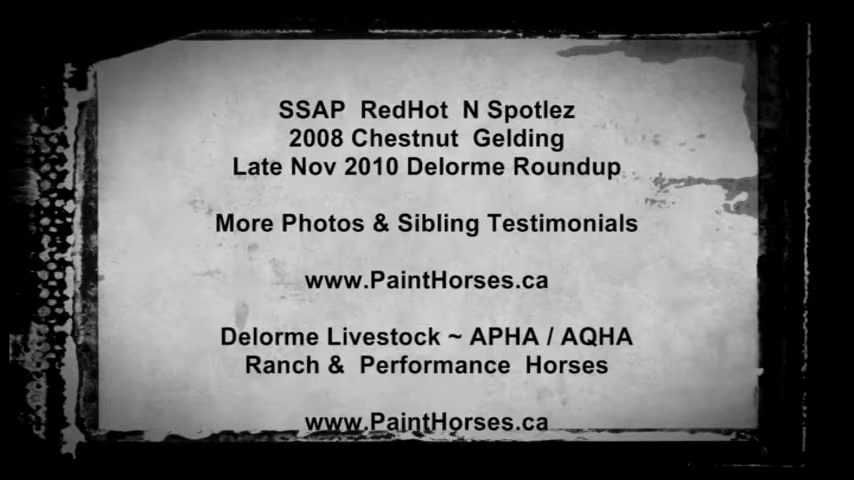 SSAP RedHot N Spotlez
2008 Chestnut Gelding
Late Nov 2010 Delorme Roundup
More Photos & Sibling Testimonials
www.PaintHorses.ca
Delorme Livestock ~ APHA / AQHA
Ranch & Performance Horses
www.PaintHorses.ca